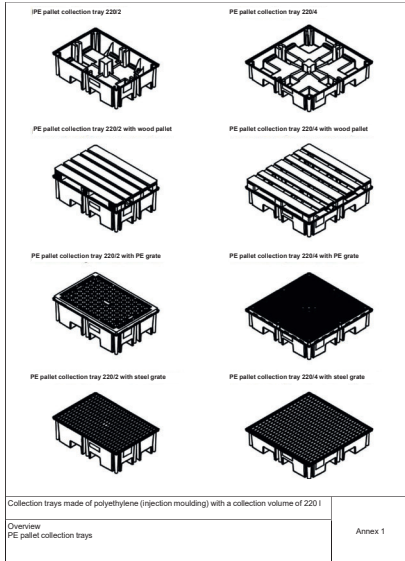 PE pallet collection tray 220/2
PE pallet collection tray 220/4
PE pallet collection tray 220/2 with wood pallet
PE pallet collection tray 220/4 with wood pallet
PE pallet collection tray 220/2 with PE grate
PE pallet collection tray 220/4 with PE grate
PE pallet collection tray 220/2 with steel grate
PE pallet collection tray 220/4 with steel grate
Collection trays made of polyethylene (injection moulding) with a collection volume of 220 l
Overview
PE pallet collection trays
Annex 1